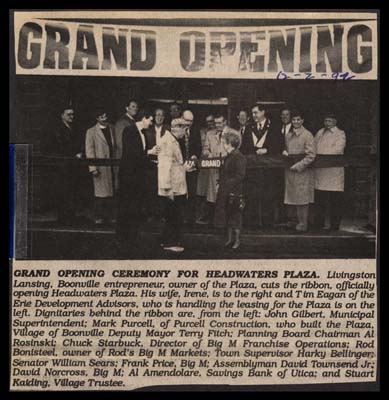 GRAND OPENING
12-2-92
GRAND
GRAND OPENING CEREMONY FOR HEADWATERS PLAZA. Livingston
Lansing, Boonville entrepreneur, owner of the Plaza, cuts the ribbon, officially
opening Headwaters Plaza. His wife, Irene, is to the right and Tim Eagan of the
Erie Development Advisors, who is handling the leasing for the Plaza is on the
left. Dignitaries behind the ribbon are, from the left: John Gilbert, Municipal
Superintendent; Mark Purcell, of Purcell Construction, who built the Plaza,
Village of Boonville Deputy Mayor Terry Fitch; Planning Board Chairman Al
Rosinski; Chuck Starbuck, Director of Big M Franchise Operations; Rod
Bonisteel, owner of Rod's Big M Markets; Town Supervisor Harky Bellinger;
Senator William Sears; Frank Price, Big M; Assemblyman David Townsend Jr.;
David Norcross, Big M; Al Amendolare, Savings Bank of Utica; and Stuart
Kaiding, Village Trustee.